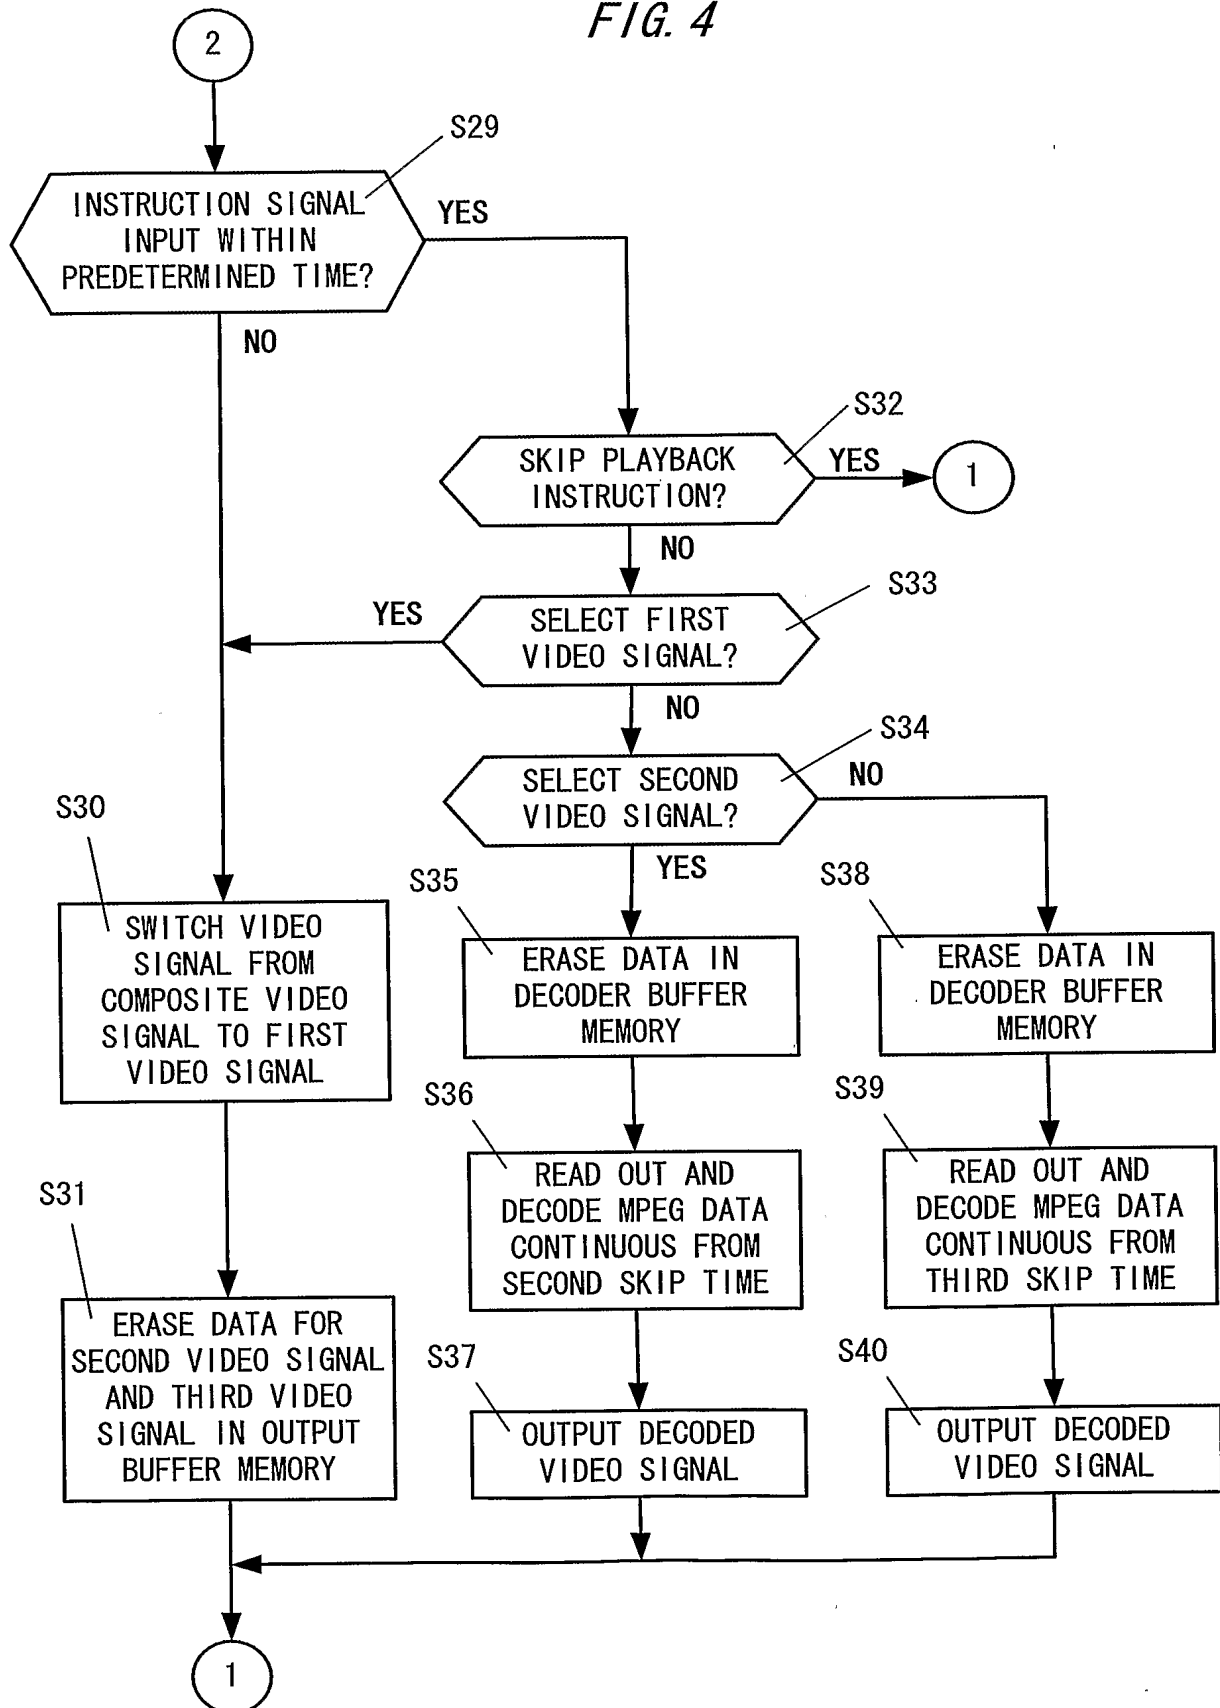 FIG. 4
2
S29
INSTRUCTION SIGNAL
INPUT WITHIN
PREDETERMINED TIME?
YES
NO
S32
SKIP PLAYBACK
INSTRUCTION?
YES
1
NO
S33
SELECT FIRST
VIDEO SIGNAL?
YES
NO
S34
SELECT SECOND
VIDEO SIGNAL?
NO
YES
S30
SWITCH VIDEO
SIGNAL FROM
COMPOSITE VIDEO
SIGNAL TO FIRST
VIDEO SIGNAL
S35
ERASE DATA IN
DECODER BUFFER
MEMORY
S38
ERASE DATA IN
DECODER BUFFER
MEMORY
S36
READ OUT AND
DECODE MPEG DATA
CONTINUOUS FROM
SECOND SKIP TIME
S39
READ OUT AND
DECODE MPEG DATA
CONTINUOUS FROM
THIRD SKIP TIME
S31
ERASE DATA FOR
SECOND VIDEO SIGNAL
AND THIRD VIDEO
SIGNAL IN OUTPUT
BUFFER MEMORY
S37
OUTPUT DECODED
VIDEO SIGNAL
S40
OUTPUT DECODED
VIDEO SIGNAL
1